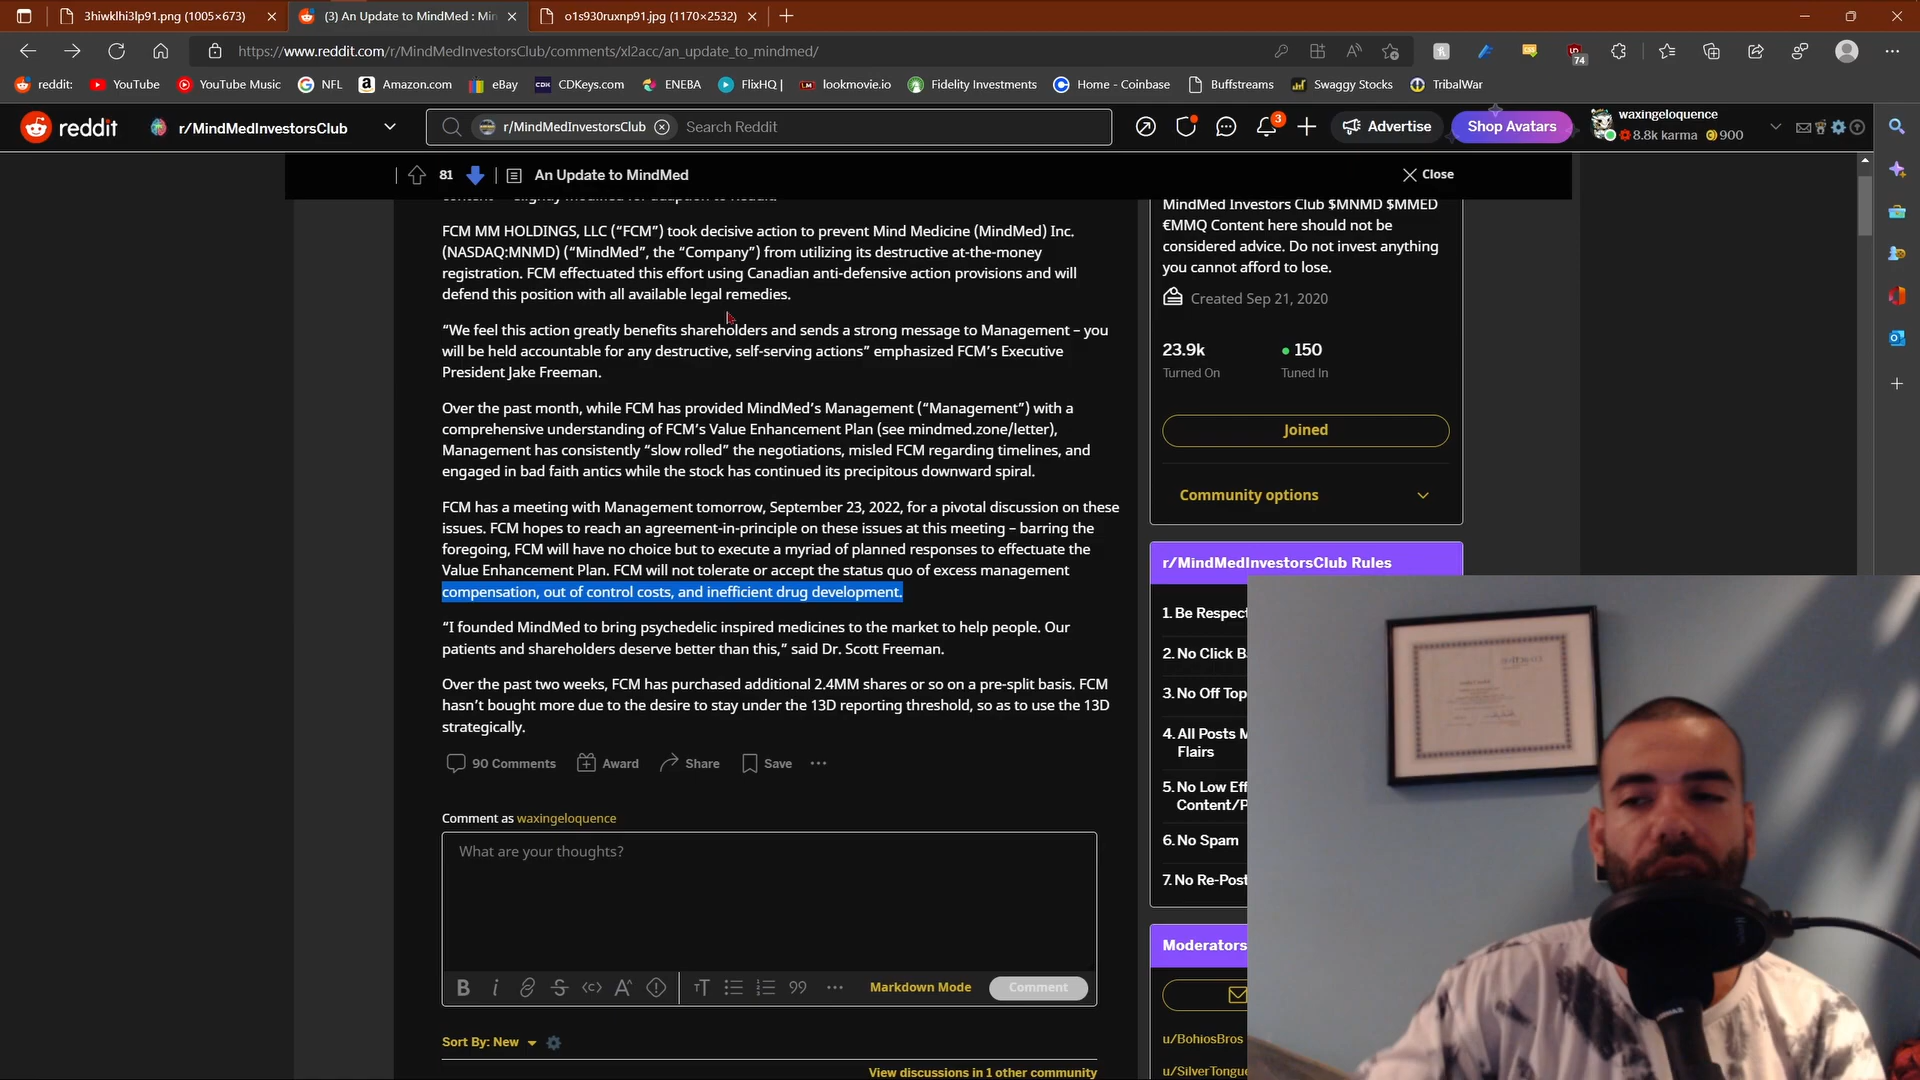 3hiwklhi3lp91.png (1005×673)
(3) An Update to MindMed : Min
o1s930ruxnp91.jpg (1170×2532)
https://www.reddit.com/r/MindMedInvestorsClub/comments/xl2acc/an_update_to_mindmed/
74
reddit:
YouTube
YouTube Music
NFL
Amazon.com
eBay
CDKeys.com
ENEBA
FlixHQ |
lookmovie.io
Fidelity Investments
Home - Coinbase
Buffstreams
Swaggy Stocks
TribalWar
reddit
r/MindMedInvestorsClub
r/MindMedInvestorsClub
Search Reddit
3
Advertise
Shop Avatars
waxingeloquence
8.8k karma
900
81
An Update to MindMed
Close
FCM MM HOLDINGS, LLC (“FCM”) took decisive action to prevent Mind Medicine (MindMed) Inc.
(NASDAQ:MNMD) (“MindMed”, the “Company”) from utilizing its destructive at-the-money
registration. FCM effectuated this effort using Canadian anti-defensive action provisions and will
defend this position with all available legal remedies.
“We feel this action greatly benefits shareholders and sends a strong message to Management – you
will be held accountable for any destructive, self-serving actions” emphasized FCM’s Executive
President Jake Freeman.
Over the past month, while FCM has provided MindMed’s Management (“Management”) with a
comprehensive understanding of FCM’s Value Enhancement Plan (see mindmed.zone/letter),
Management has consistently “slow rolled” the negotiations, misled FCM regarding timelines, and
engaged in bad faith antics while the stock has continued its precipitous downward spiral.
FCM has a meeting with Management tomorrow, September 23, 2022, for a pivotal discussion on these
issues. FCM hopes to reach an agreement-in-principle on these issues at this meeting – barring the
foregoing, FCM will have no choice but to execute a myriad of planned responses to effectuate the
Value Enhancement Plan. FCM will not tolerate or accept the status quo of excess management
compensation, out of control costs, and inefficient drug development.
“I founded MindMed to bring psychedelic inspired medicines to the market to help people. Our
patients and shareholders deserve better than this,” said Dr. Scott Freeman.
Over the past two weeks, FCM has purchased additional 2.4MM shares or so on a pre-split basis. FCM
hasn’t bought more due to the desire to stay under the 13D reporting threshold, so as to use the 13D
strategically.
90 Comments
Award
Share
Save
Comment as waxingeloquence
What are your thoughts?
Markdown Mode
Comment
Sort By: New
View discussions in 1 other community
MindMed Investors Club $MNMD $MMED
€MMQ Content here should not be
considered advice. Do not invest anything
you cannot afford to lose.
Created Sep 21, 2020
23.9k
150
Turned On
Tuned In
Joined
Community options
r/MindMedInvestorsClub Rules
1. Be Respect
2. No Click B
3. No Off Top
4. All Posts M
Flairs
5. No Low Eff
Content/P
6. No Spam
7. No Re-Post
Moderators
u/BohiosBros
u/SilverTongue